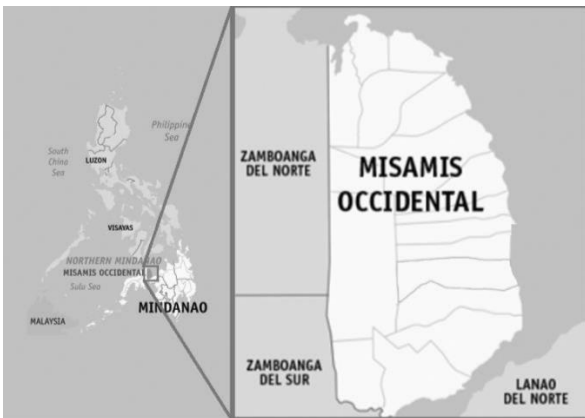 Philippine
Sea
South
China
Sea
LUZON
VISAYAS
NORTHERN MINDANAO
MISAMIS OCCIDENTAL
Sulu Sea
MINDANAO
MALAYSIA
ZAMBOANGA
DEL NORTE
MISAMIS
OCCIDENTAL
ZAMBOANGA
DEL SUR
LANAO
DEL NORTE